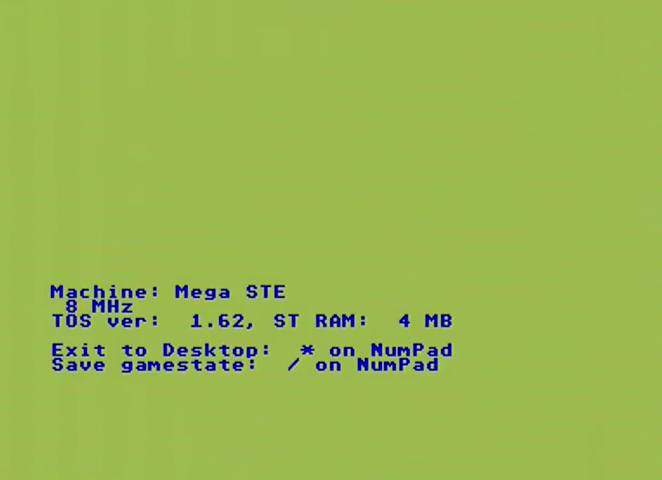 Machine: Mega STE
8 MHz
TOS ver: 1.62, ST RAM: 4 MB
Exit to Desktop: * on NumPad
Save gamestate: / on NumPad